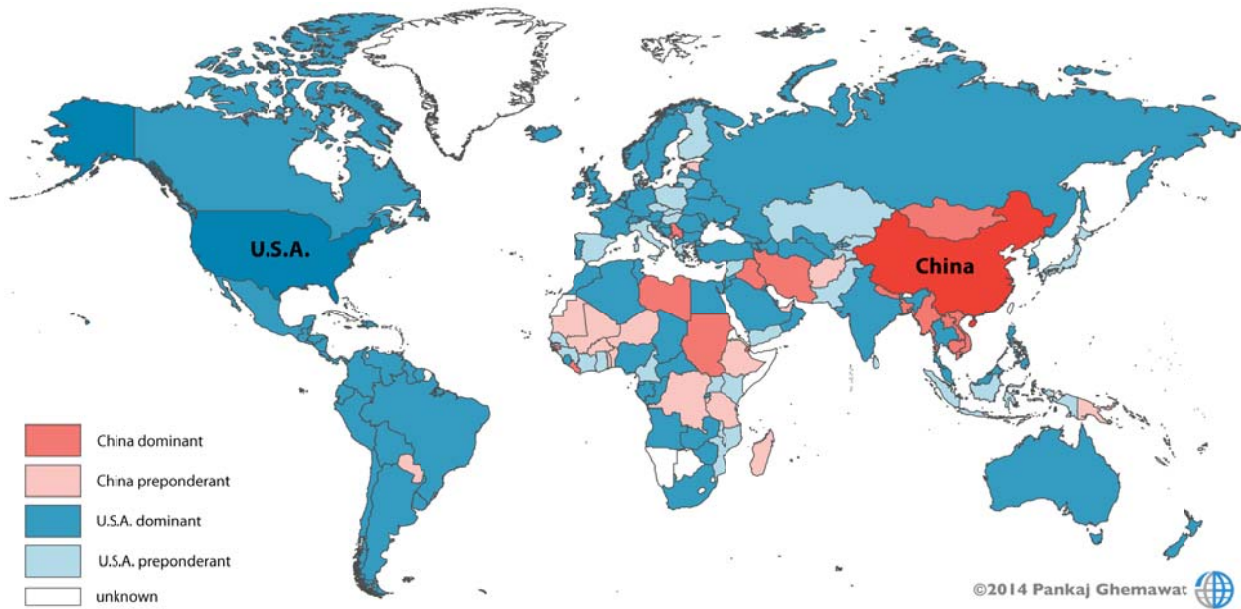 U.S.A.
China
China dominant
China preponderant
U.S.A. dominant
U.S.A. preponderant
unknown
©2014 Pankaj Ghemawat